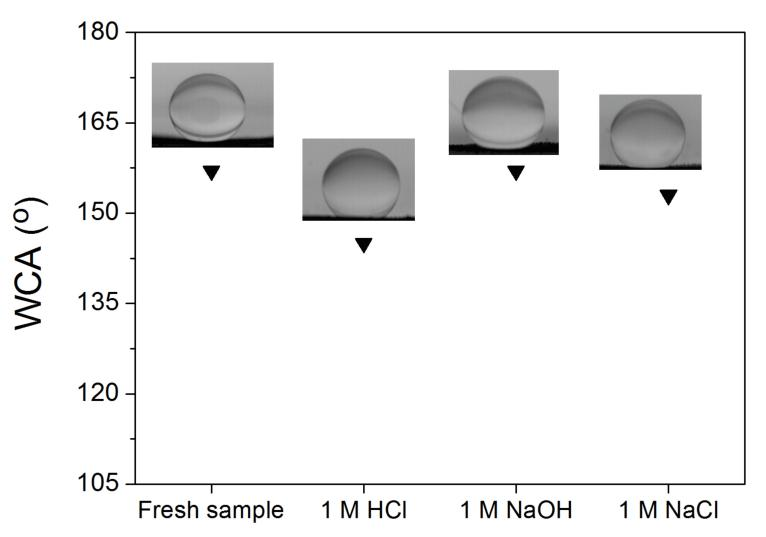 180
165
150
135
120
105
WCA (º)
Fresh sample
1 M HCl
1 M NaOH
1 M NaCl